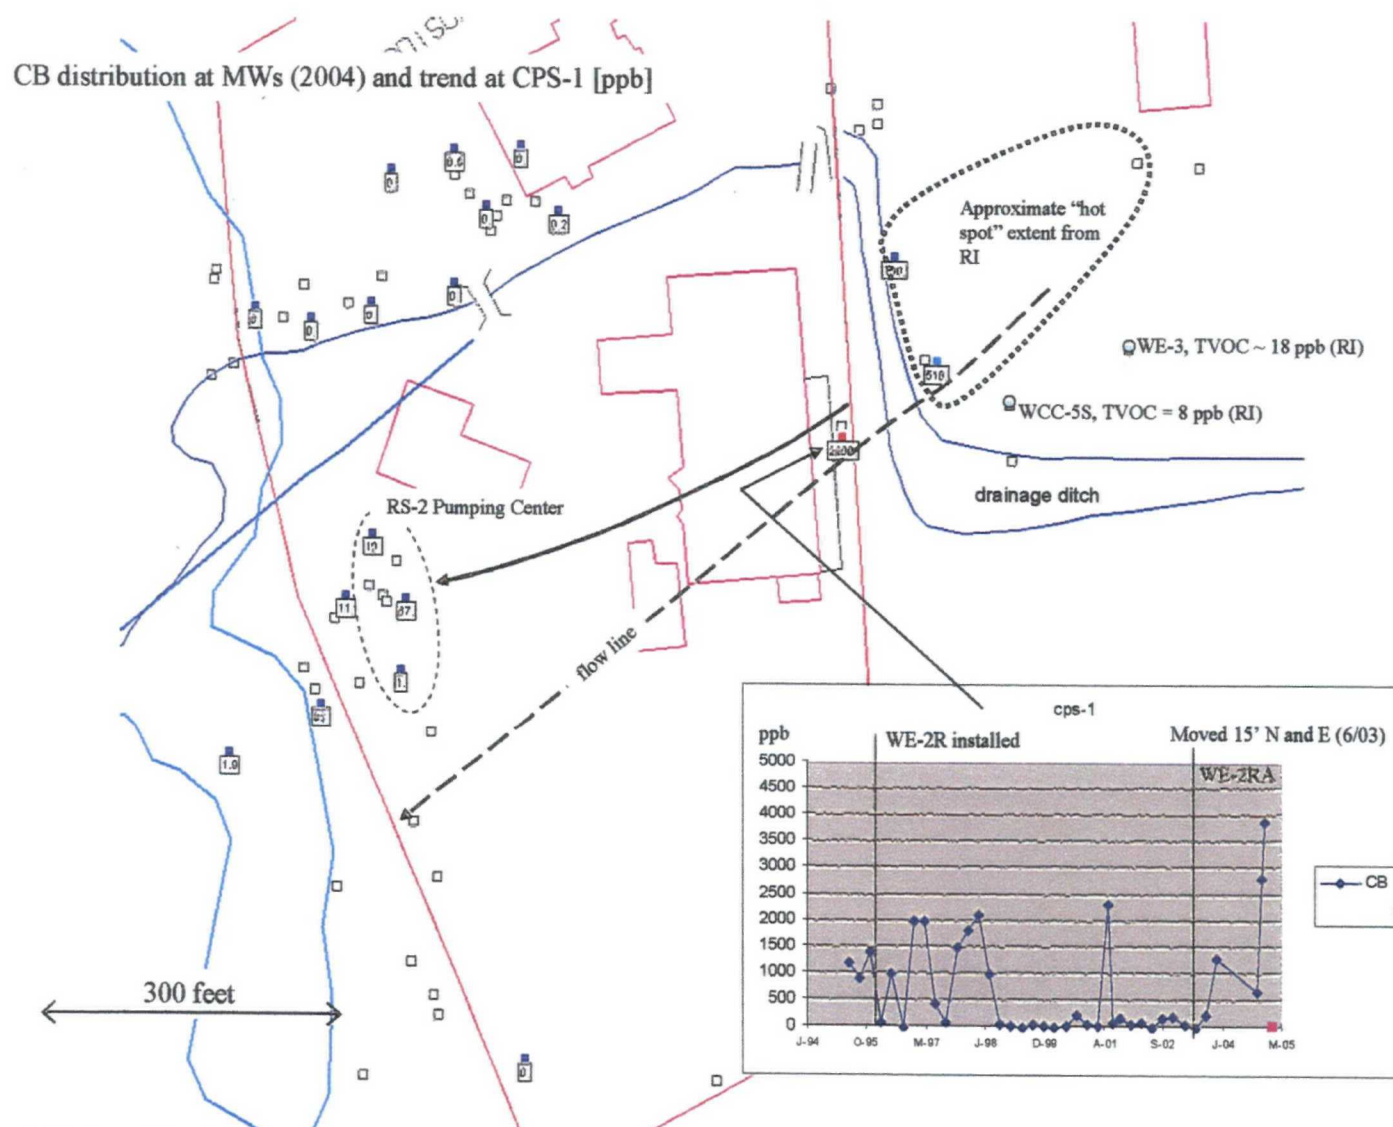 CB distribution at MWs (2004) and trend at CPS-1 [ppb]
0
0.6
0
0
0.2
0
0
0
Approximate "hot
spot" extent from
RI
510
WE-3, TVOC ~ 18 ppb (RI)
WCC-5S, TVOC = 8 ppb (RI)
drainage ditch
RS-2 Pumping Center
11
1.9
flow line
300 feet
0
cps-1
ppb
WE-2R installed
Moved 15' N and E (6/03)
WE-2RA
5000
4500
4000
3500
3000
2500
2000
1500
1000
500
0
CB
J-94
O-95
M-97
J-98
D-99
A-01
S-02
J-04
M-05